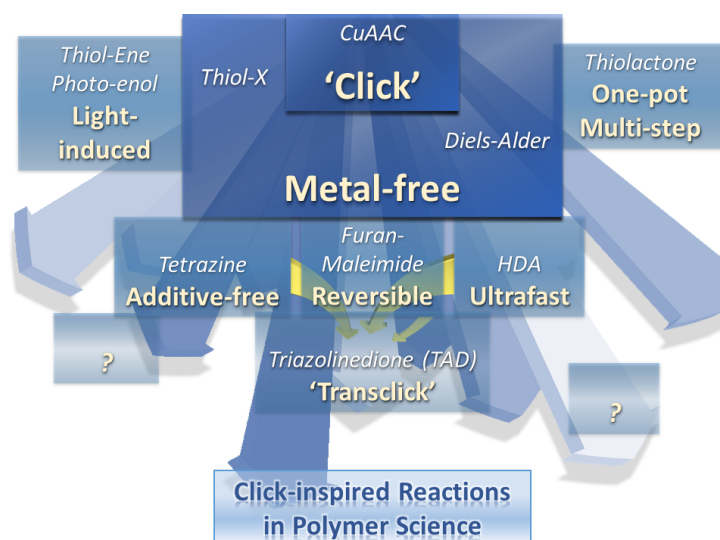 CuAAC
'Click'
Thiol-X
Diels-Alder
Metal-free
Thiol-Ene
Photo-enol
Light-
induced
Thiolactone
One-pot
Multi-step
Tetrazine
Additive-free
Furan-
Maleimide
Reversible
HDA
Ultrafast
?
Triazolinedione (TAD)
'Transclick'
?
Click-inspired Reactions
in Polymer Science